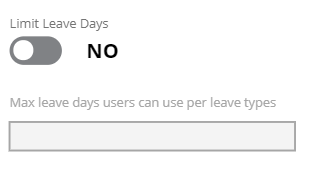 Limit Leave Days
NO
Max leave days users can use per leave types